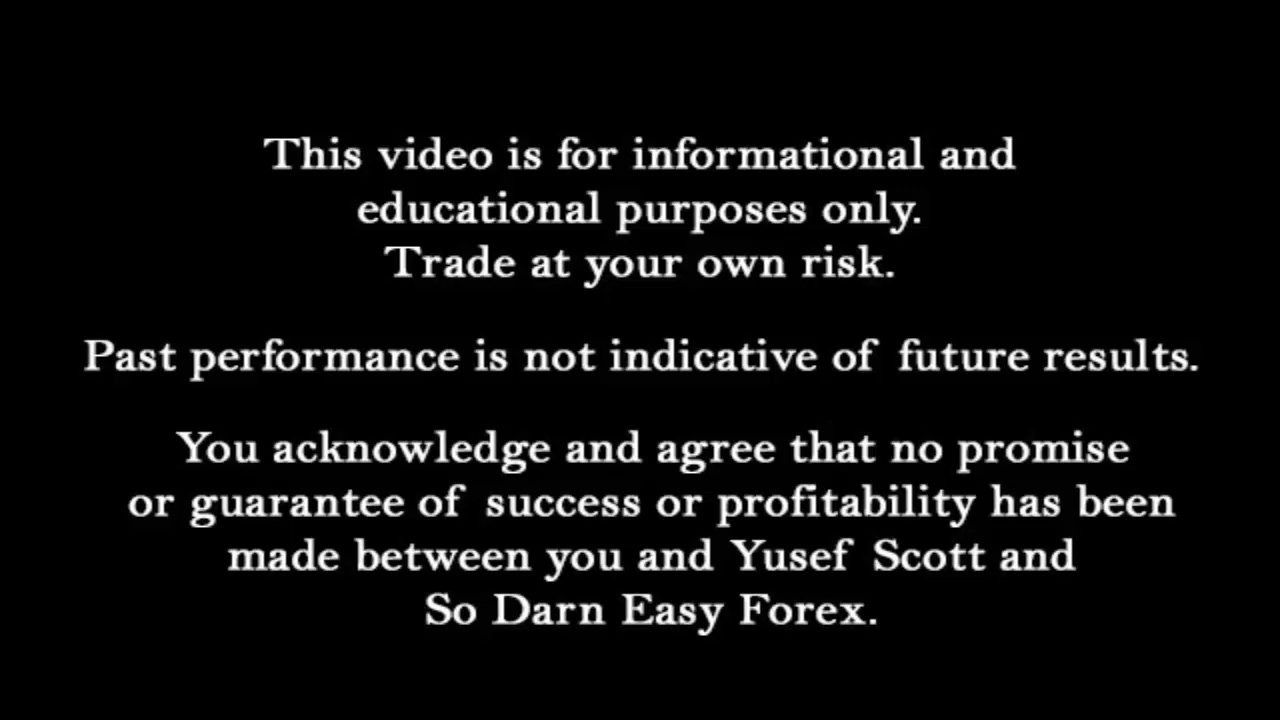 This video is for informational and
educational purposes only.
Trade at your own risk.
Past performance is not indicative of future results.
You acknowledge and agree that no promise
or guarantee of success or profitability has been
made between you and Yusef Scott and
So Darn Easy Forex.